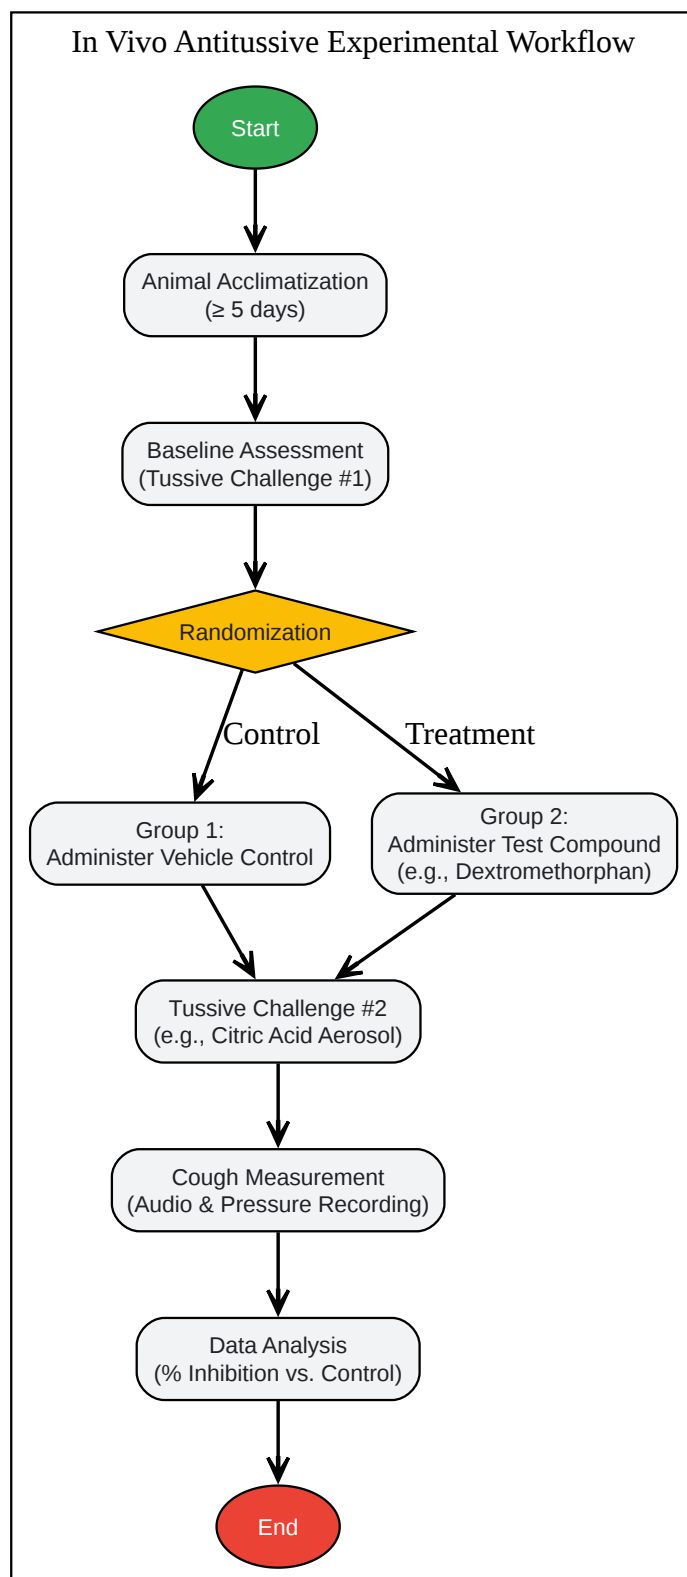 In Vivo Antitussive Experimental Workflow
Start
Animal Acclimatization
(≥ 5 days)
Baseline Assessment
(Tussive Challenge #1)
Randomization
Control
Treatment
Group 1:
Administer Vehicle Control
Group 2:
Administer Test Compound
(e.g., Dextromethorphan)
Tussive Challenge #2
(e.g., Citric Acid Aerosol)
Cough Measurement
(Audio & Pressure Recording)
Data Analysis
(% Inhibition vs. Control)
End